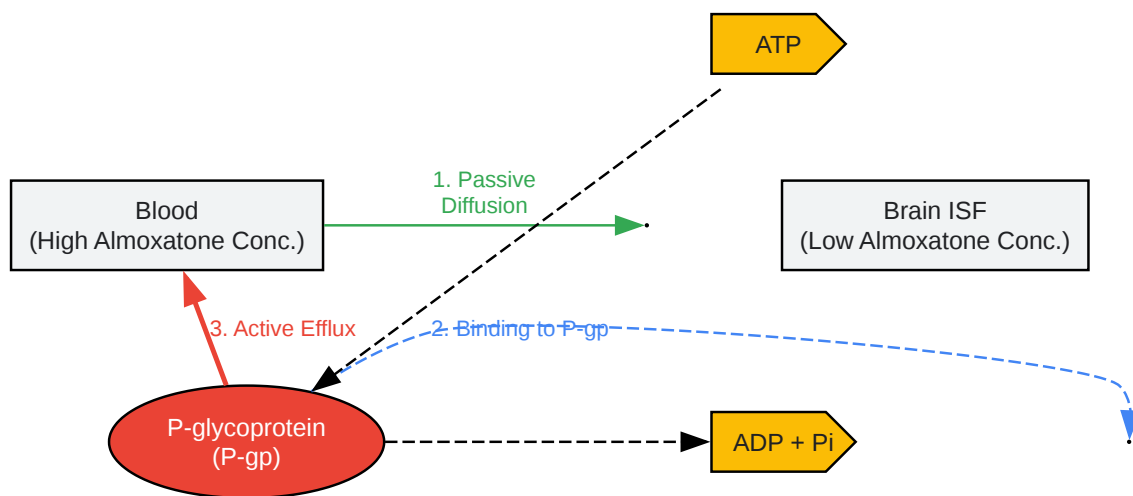 ATP
1. Passive
Diffusion
Blood
(High Almoxatone Conc.)
Brain ISF
(Low Almoxatone Conc.)
3. Active Efflux
2. Binding to P-gp
P-glycoprotein
(P-gp)
ADP + Pi